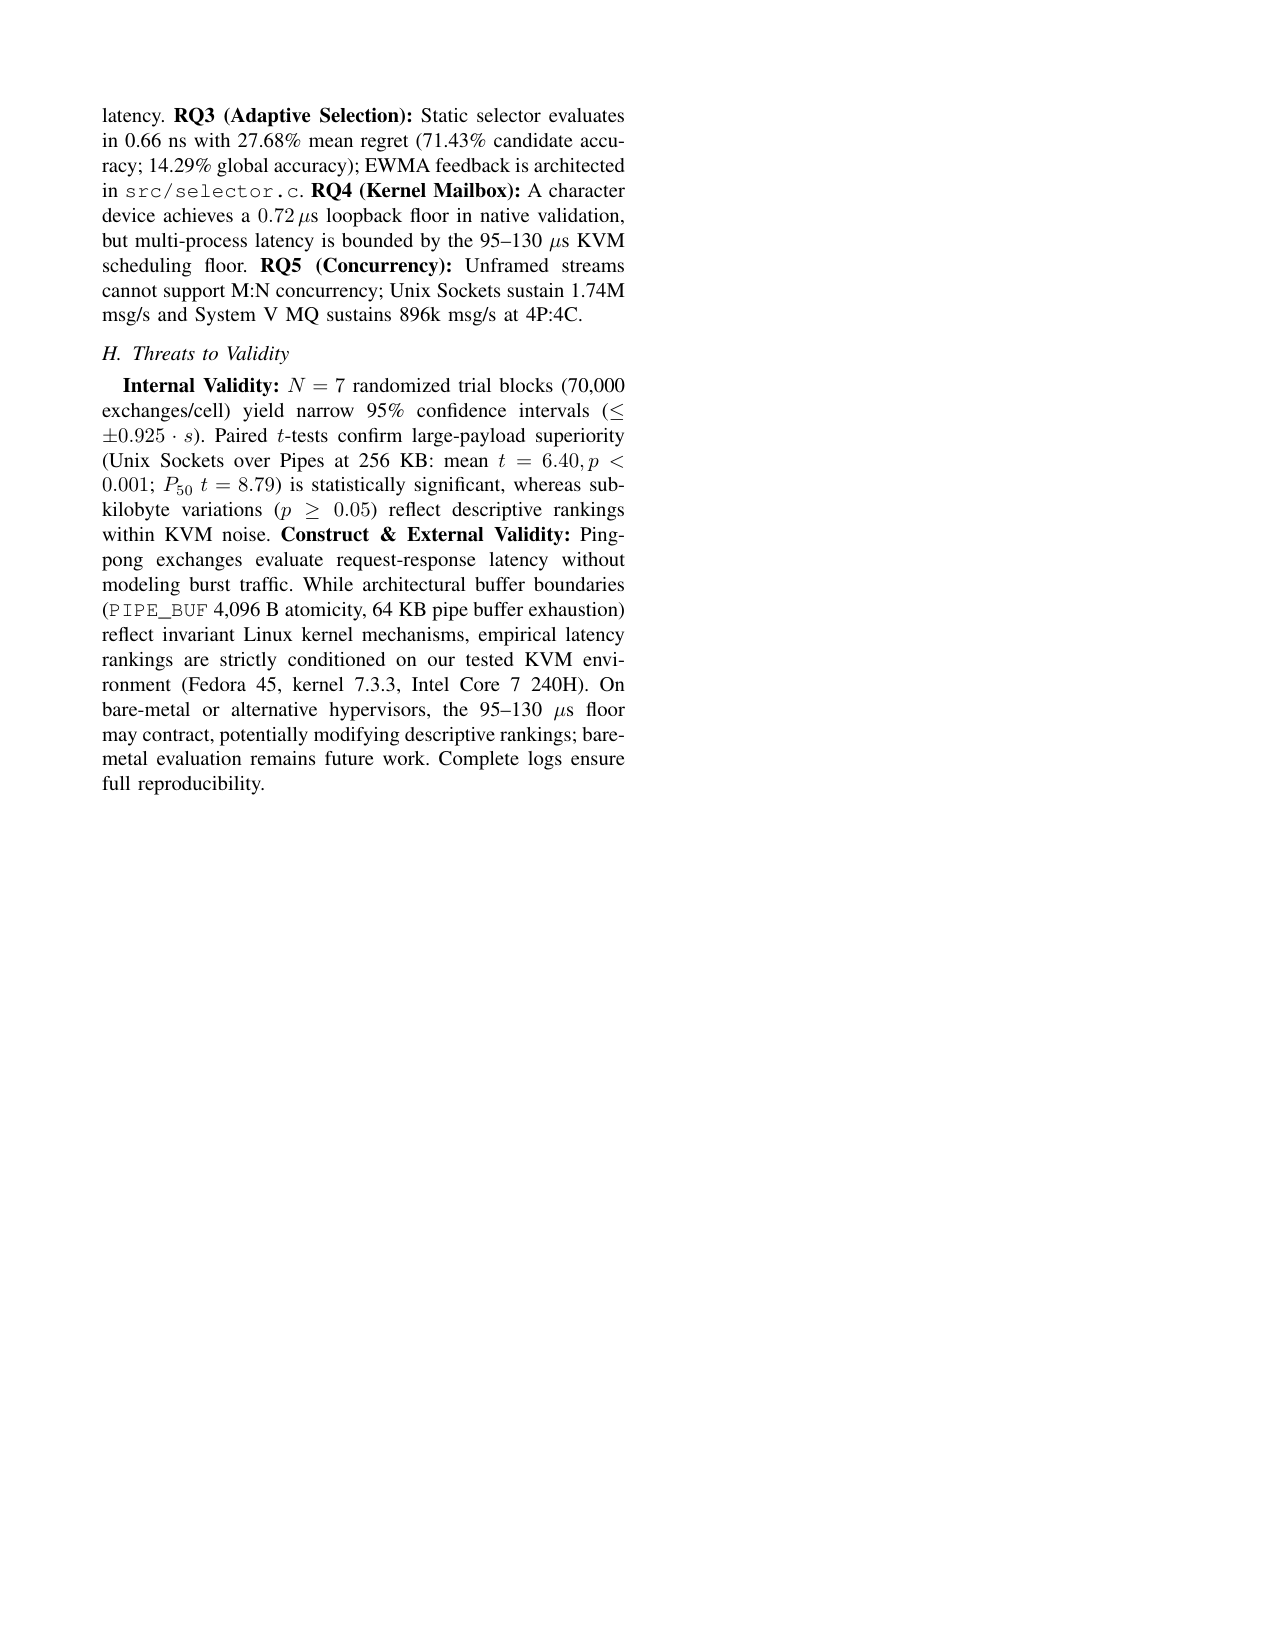 latency. RQ3 (Adaptive Selection): Static selector evaluates
in 0.66 ns with 27.68% mean regret (71.43% candidate accu-
racy; 14.29% global accuracy); EWMA feedback is architected
in src/selector.c. RQ4 (Kernel Mailbox): A character
device achieves a 0.72 μs loopback floor in native validation,
but multi-process latency is bounded by the 95–130 μs KVM
scheduling floor. RQ5 (Concurrency): Unframed streams
cannot support M:N concurrency; Unix Sockets sustain 1.74M
msg/s and System V MQ sustains 896k msg/s at 4P:4C.
H. Threats to Validity
Internal Validity: N = 7 randomized trial blocks (70,000
exchanges/cell) yield narrow 95% confidence intervals (≤
±0.925 · s). Paired t-tests confirm large-payload superiority
(Unix Sockets over Pipes at 256 KB: mean t = 6.40, p <
0.001; P50 t = 8.79) is statistically significant, whereas sub-
kilobyte variations (p ≥ 0.05) reflect descriptive rankings
within KVM noise. Construct & External Validity: Ping-
pong exchanges evaluate request-response latency without
modeling burst traffic. While architectural buffer boundaries
(PIPE_BUF 4,096 B atomicity, 64 KB pipe buffer exhaustion)
reflect invariant Linux kernel mechanisms, empirical latency
rankings are strictly conditioned on our tested KVM envi-
ronment (Fedora 45, kernel 7.3.3, Intel Core 7 240H). On
bare-metal or alternative hypervisors, the 95–130 μs floor
may contract, potentially modifying descriptive rankings; bare-
metal evaluation remains future work. Complete logs ensure
full reproducibility.